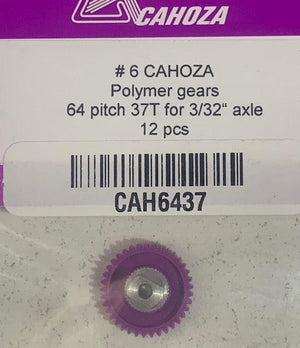 CAHOZA
# 6 CAHOZA
Polymer gears
64 pitch 37T for 3/32“ axle
12 pcs
CAH6437